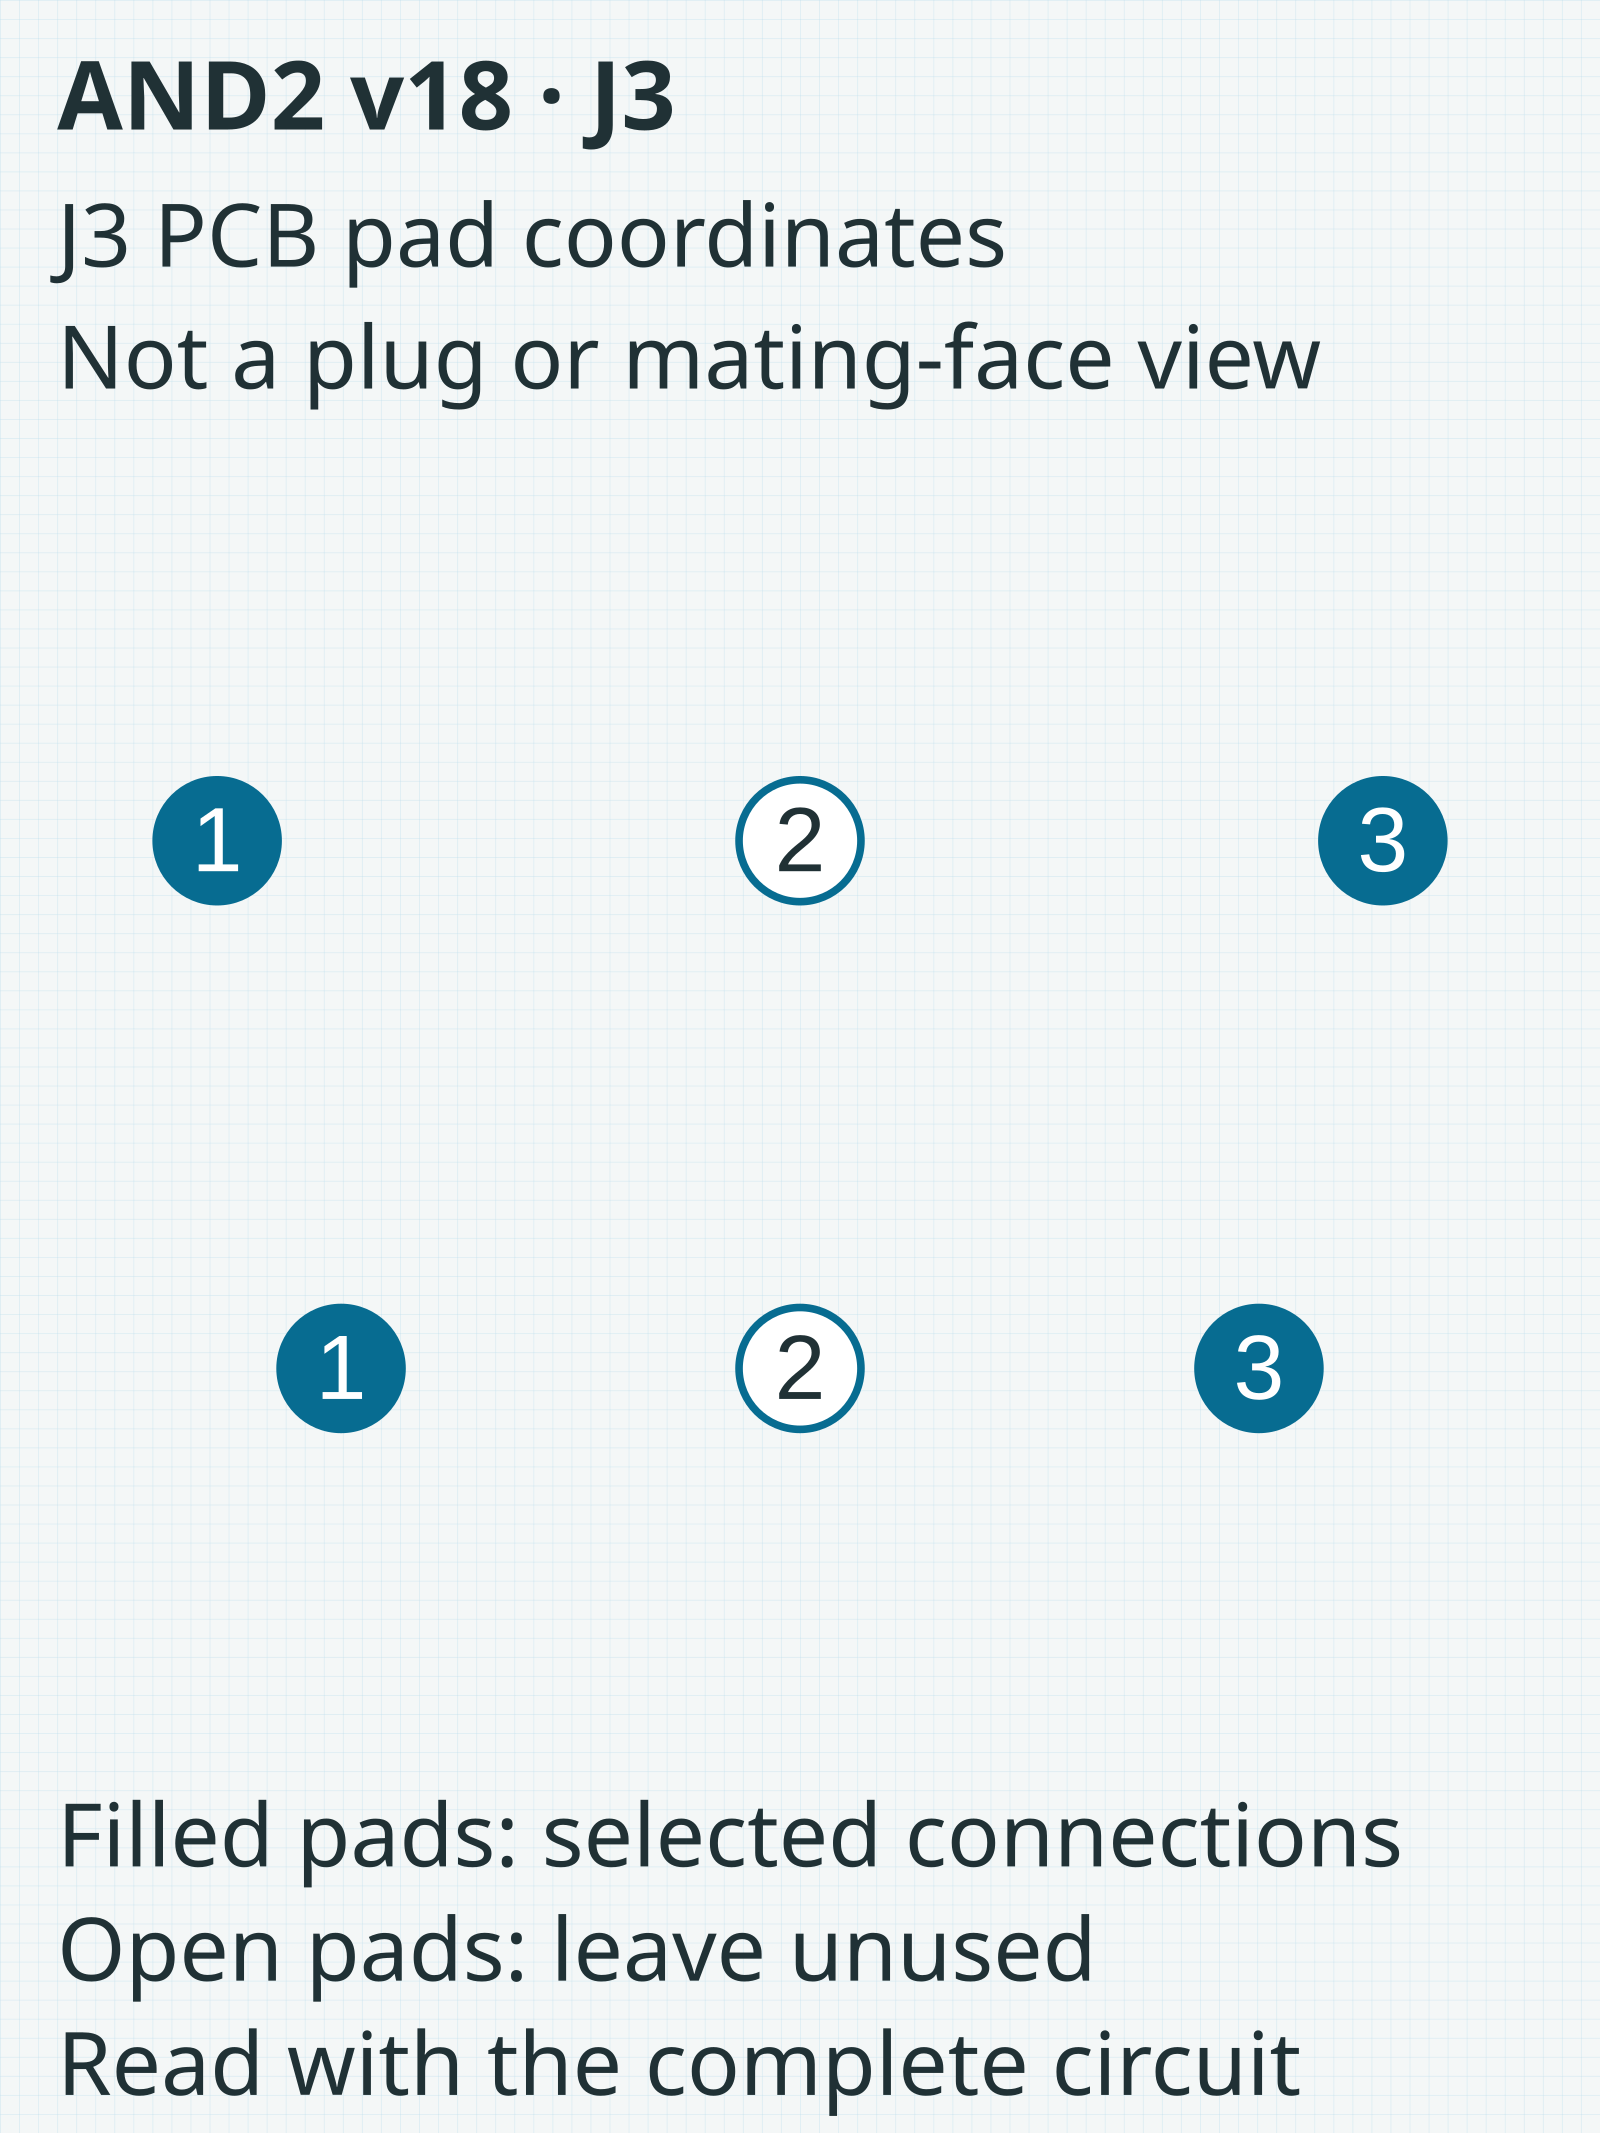 AND2 v18 · J3
J3 PCB pad coordinates
Not a plug or mating-face view
1 2 3
1 2 3
Filled pads: selected connections
Open pads: leave unused
Read with the complete circuit